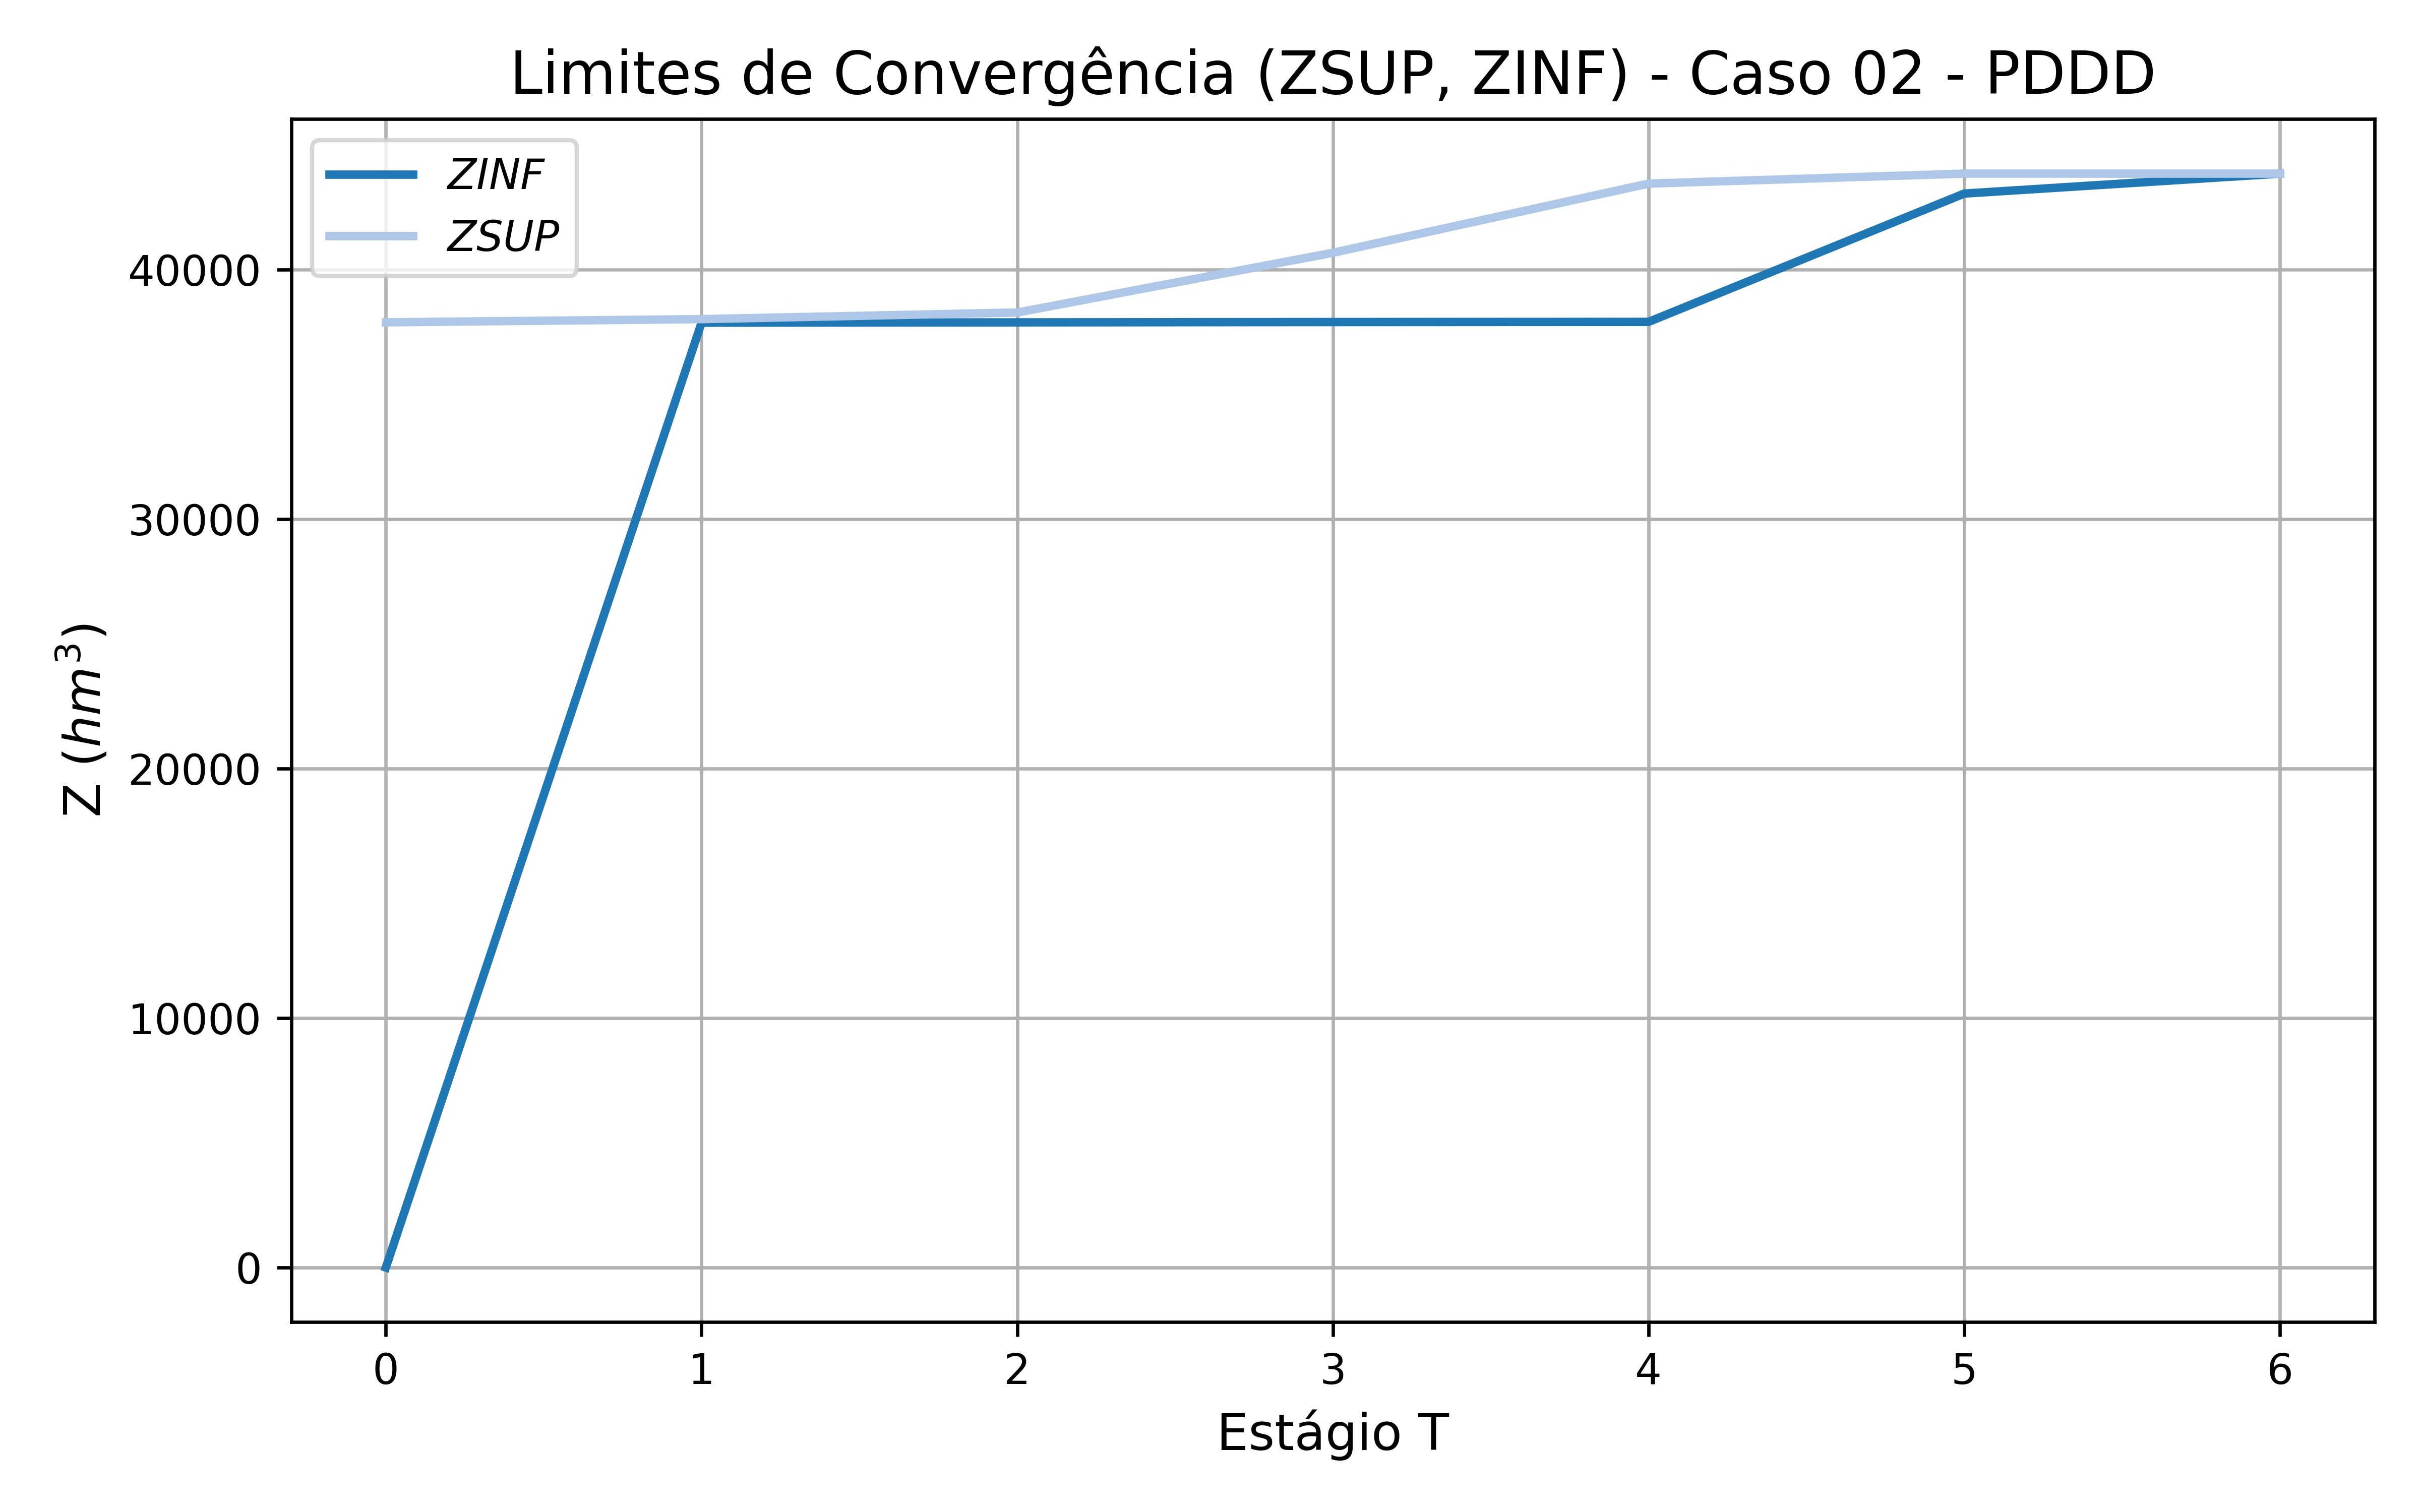 Limites de Convergência (ZSUP, ZINF) - Caso 02 - PDDD
ZINF
ZSUP
40000
30000
20000
10000
0
Z (hm³)
0 1 2 3 4 5 6
Estágio T